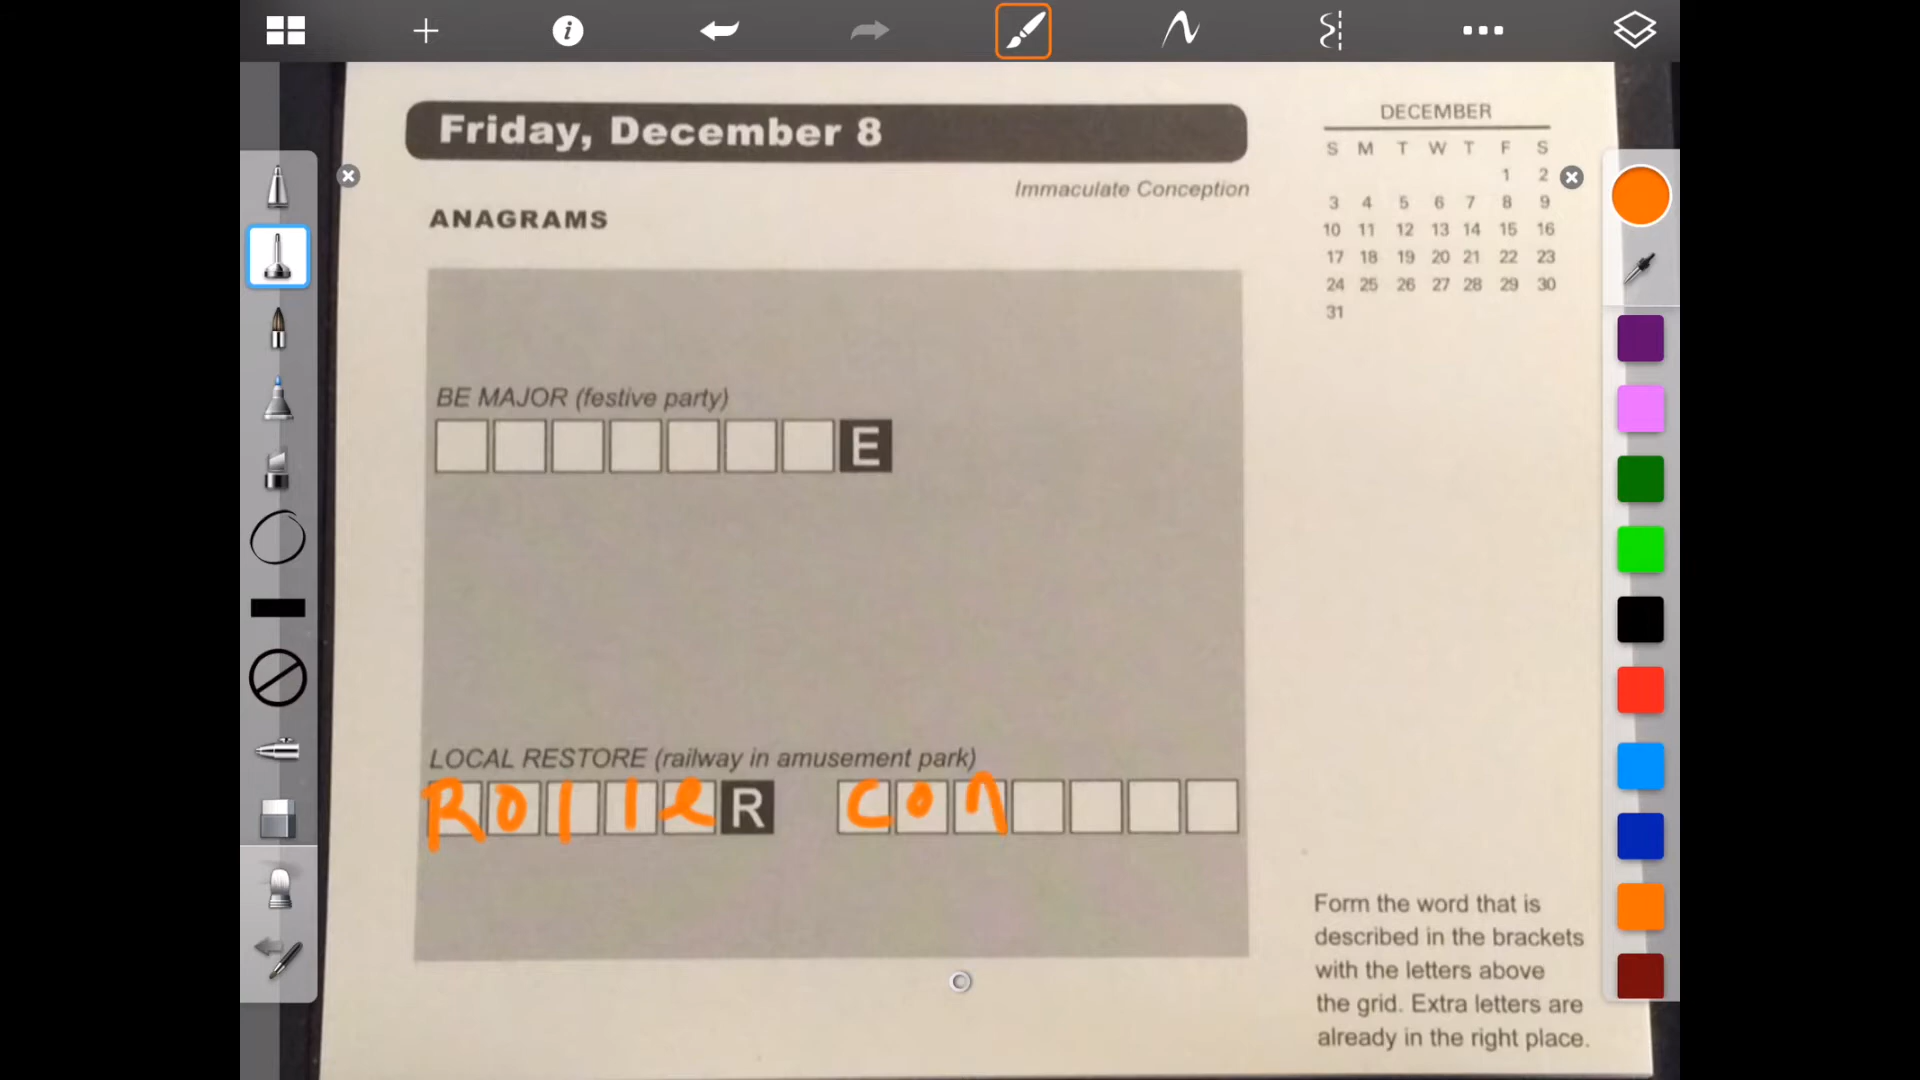 Friday, December 8
Immaculate Conception
ANAGRAMS
BE MAJOR (festive party)
E
LOCAL RESTORE (railway in amusement park)
Rolle R con
DECEMBER
S M T W T F S
1 2
3 4 5 6 7 8 9
10 11 12 13 14 15 16
17 18 19 20 21 22 23
24 25 26 27 28 29 30
31
Form the word that is
described in the brackets
with the letters above
the grid. Extra letters are
already in the right place.